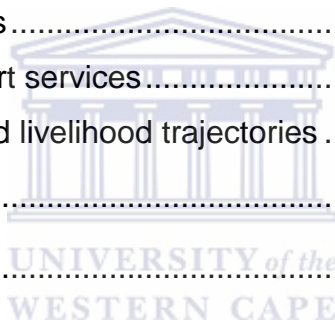 s....................................
rt services......................
d livelihood trajectories .
....................................
UNIVERSITY of the
....................................
WESTERN CAPE